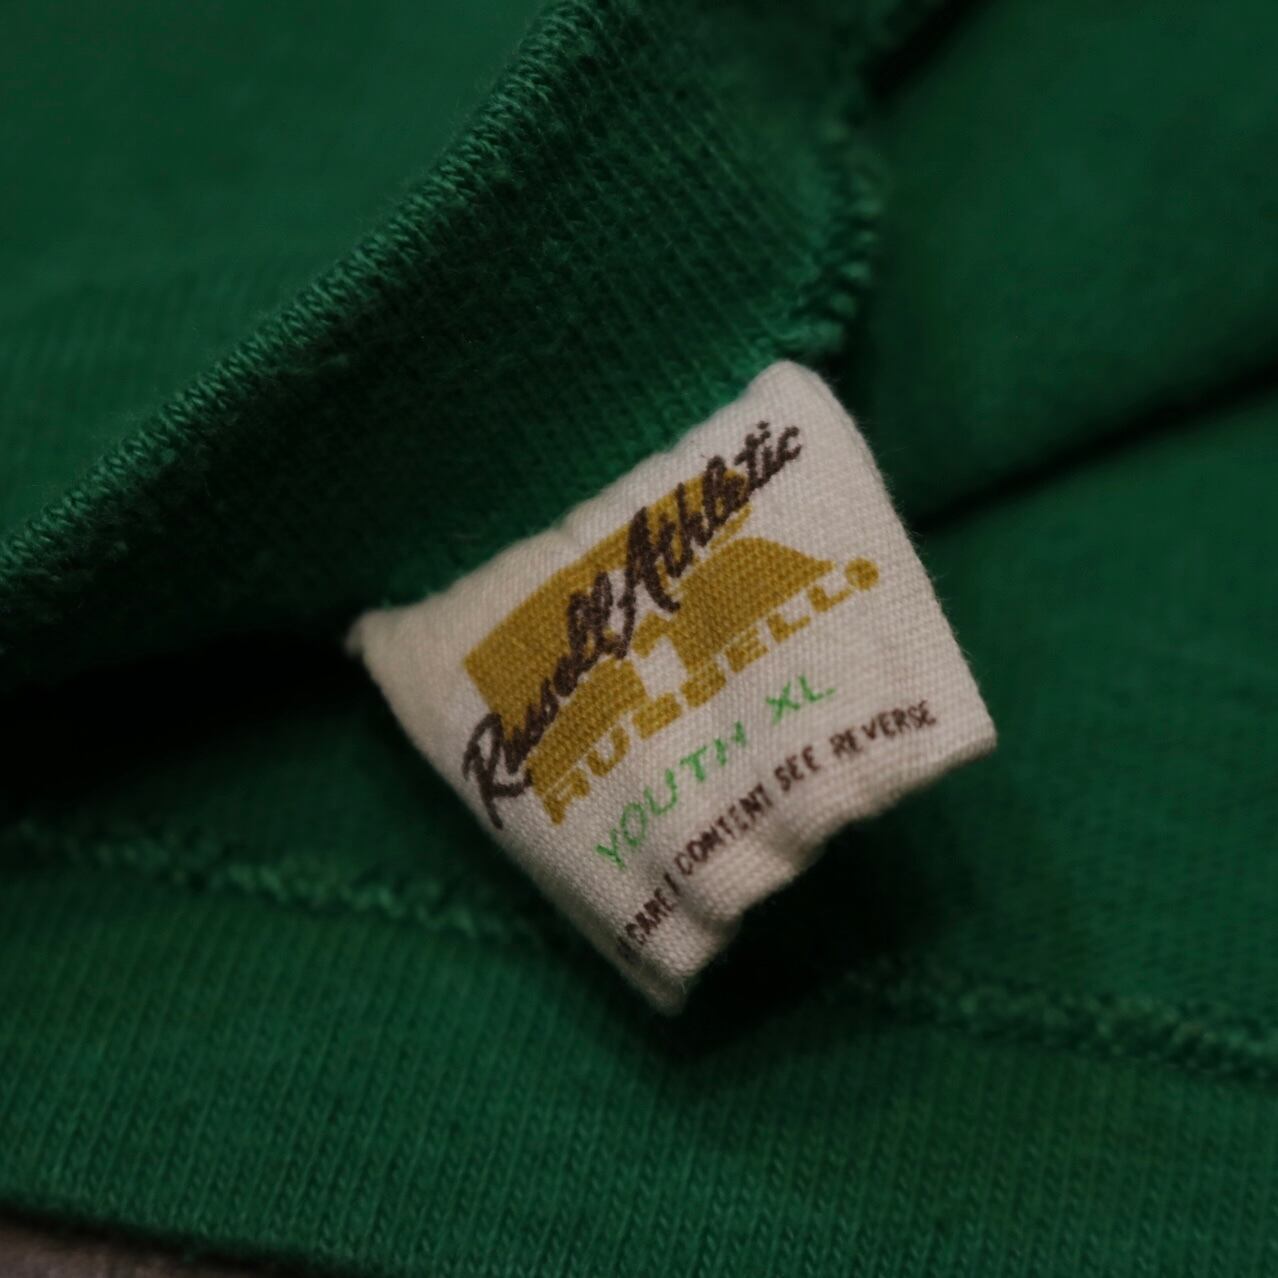 Russell Athletic
RUSSELL
YOUTH XL
CARE / CONTENT SEE REVERSE